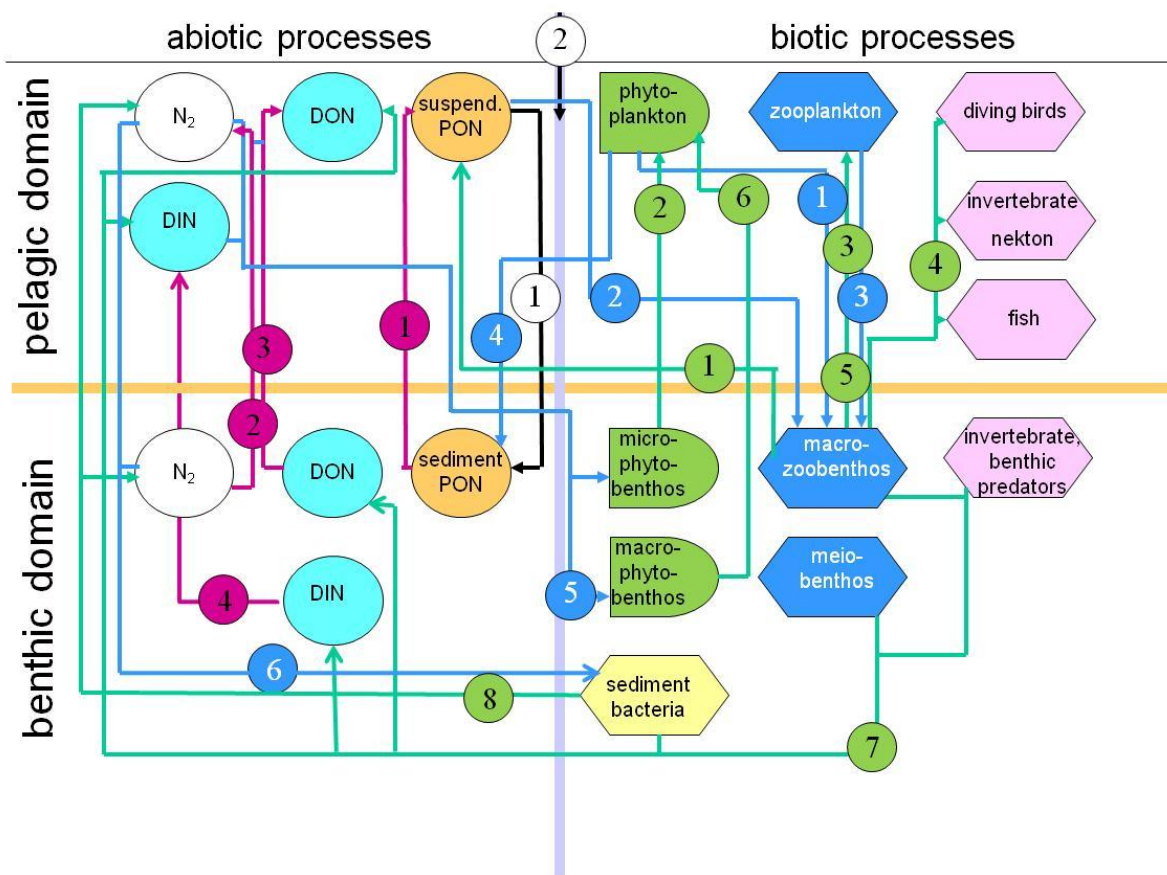 abiotic processes
2
biotic processes
pelagic domain
N₂
DON
suspend.
PON
phyto-
plankton
zooplankton
diving birds
DIN
2
6
1
invertebrate
nekton
3
4
3
1
2
3
1
4
fish
3
1
5
2
benthic domain
N₂
DON
sediment
PON
micro-
phyto-
benthos
macro-
zoobenthos
invertebrate,
benthic
predators
4
DIN
5
macro-
phyto-
benthos
meio-
benthos
6
8
sediment
bacteria
7